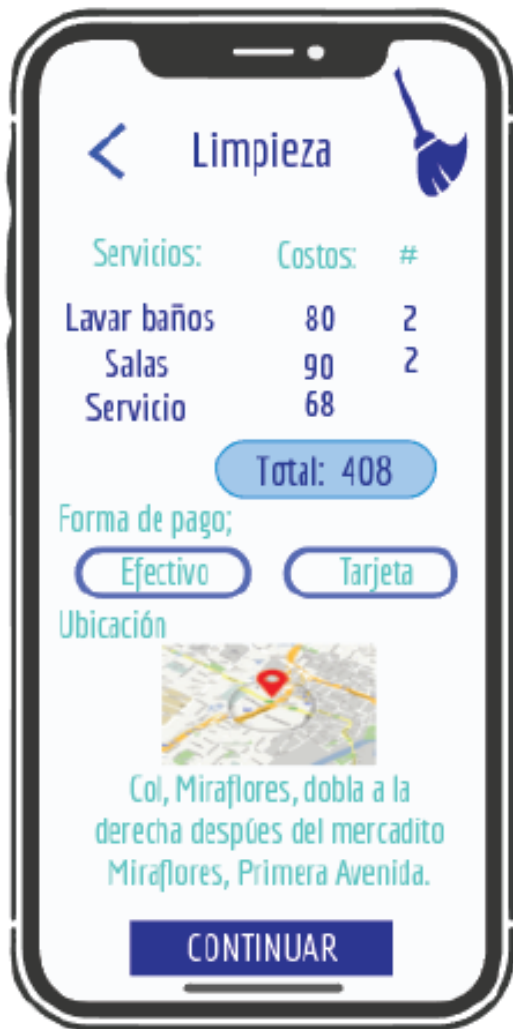 Limpieza
Servicios: Costos: #
Lavar baños 80 2
Salas 90 2
Servicio 68
Total: 408
Forma de pago;
Efectivo Tarjeta
Ubicación
Col, Miraflores, dobla a la
derecha despúes del mercadito
Miraflores, Primera Avenida.
CONTINUAR